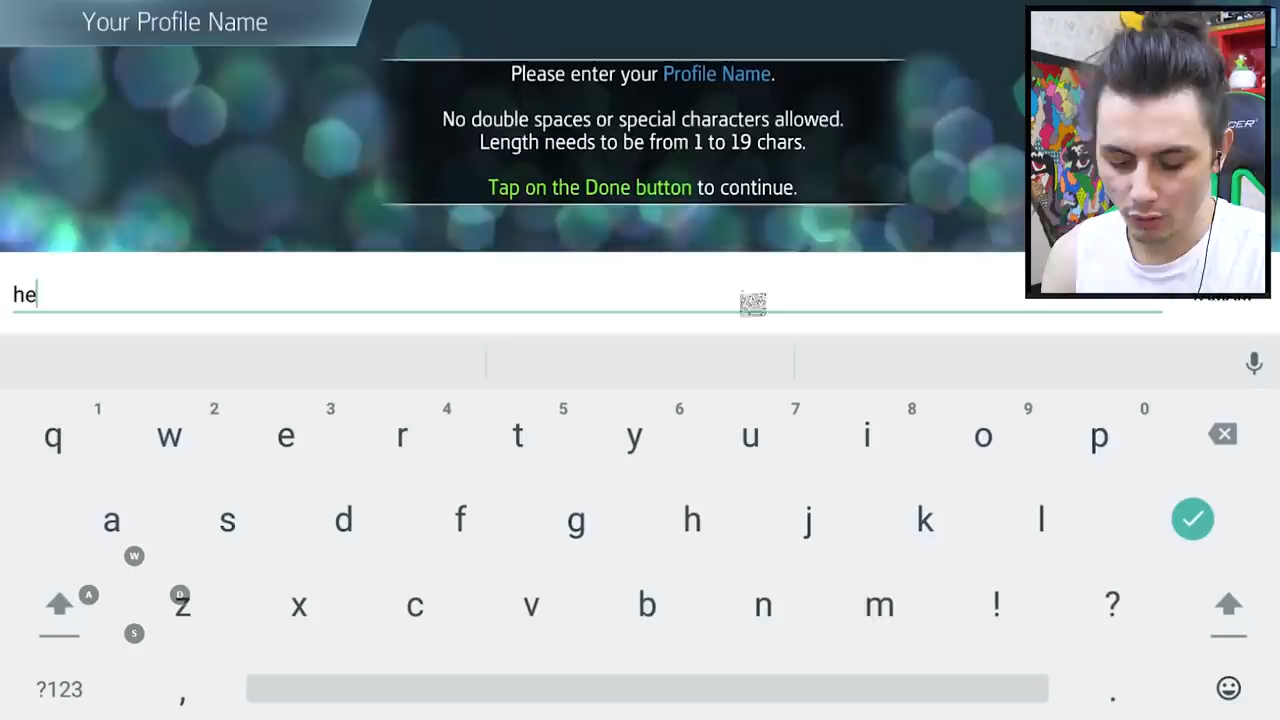 Your Profile Name
Please enter your Profile Name.
No double spaces or special characters allowed.
Length needs to be from 1 to 19 chars.
Tap on the Done button to continue.
he
1 2 3 4 5 6 7 8 9 0
q w e r t y u i o p
a s d f g h j k l
W
A D
S
z x c v b n m ! ?
?123 , .